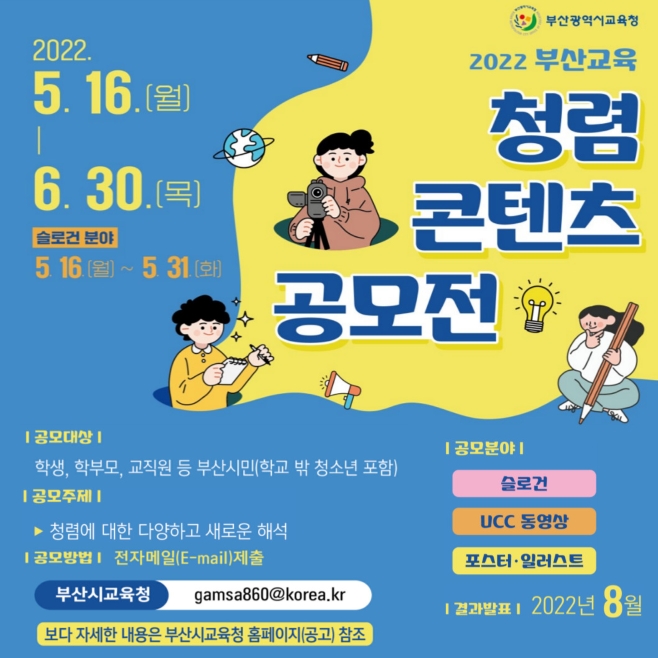 부산광역시교육청
2022 부산교육
청렴
콘텐츠
공모전
2022.
5. 16.(월)
|
6. 30.(목)
슬로건 분야
5. 16.(월) ~ 5. 31.(화)
| 공모대상 |
학생, 학부모, 교직원 등 부산시민(학교 밖 청소년 포함)
| 공모주제 |
▶ 청렴에 대한 다양하고 새로운 해석
| 공모방법 | 전자메일(E-mail)제출
부산시교육청 gamsa860@korea.kr
보다 자세한 내용은 부산시교육청 홈페이지(공고) 참조
| 공모분야 |
슬로건
UCC 동영상
포스터·일러스트
| 결과발표 | 2022년 8월